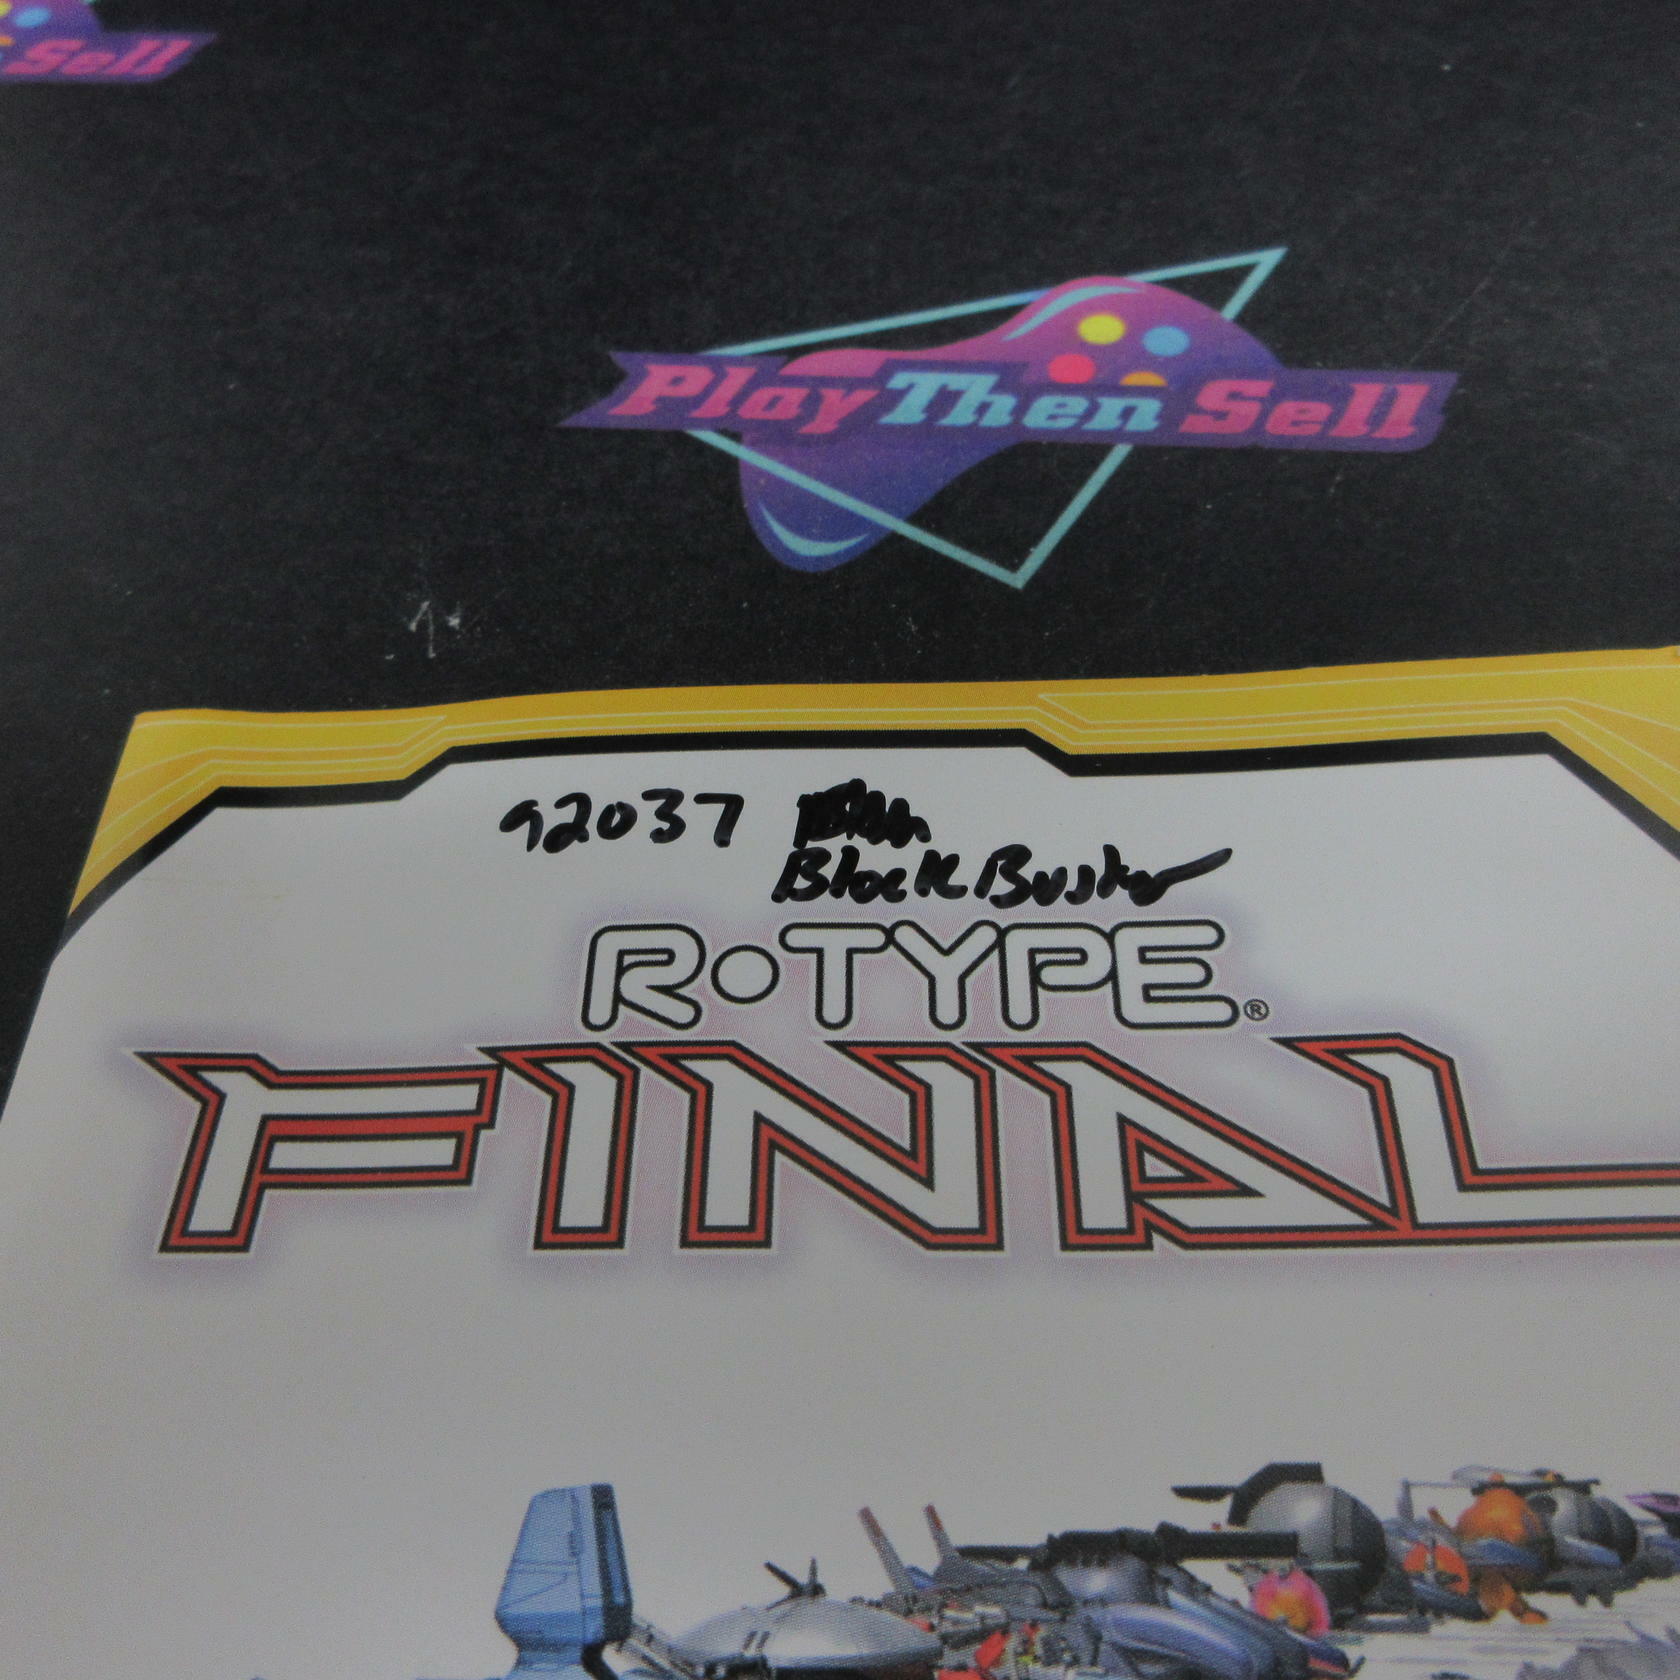 Sell
Play Then Sell
92037
BlockBuster
R•TYPE®
FINAL